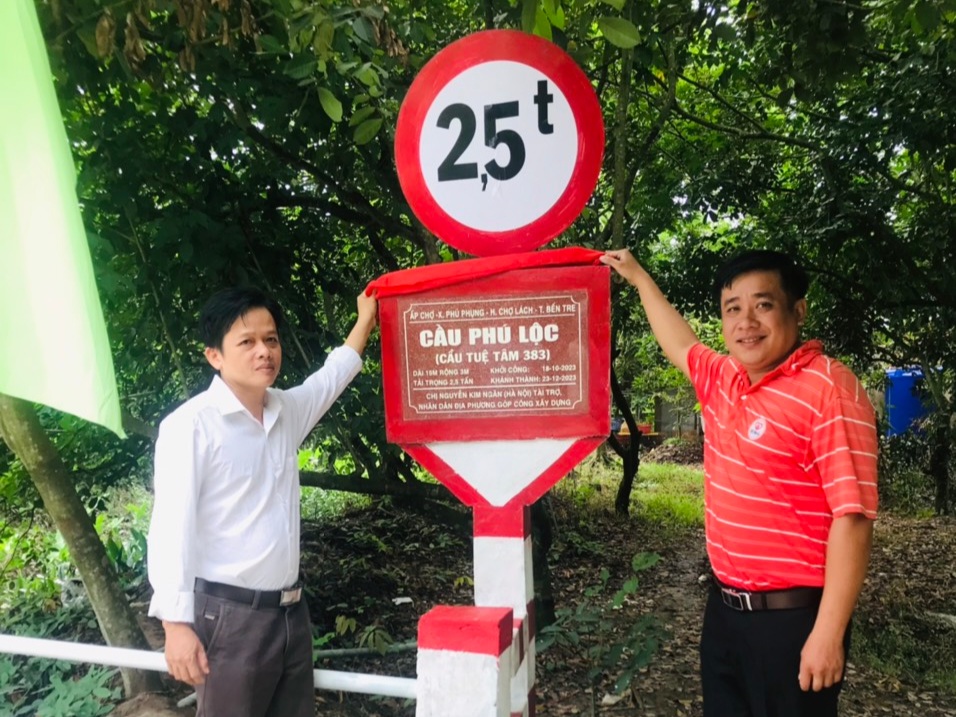 2,5t
ẤP CHỢ - X. PHÚ PHỤNG - H. CHỢ LÁCH - T. BẾN TRE
CẦU PHÚ LỘC
(CẦU TUỆ TÂM 383)
DÀI 15M RỘNG 3M KHỞI CÔNG: 18-10-2023
TẢI TRỌNG 2,5 TẤN KHÁNH THÀNH: 23-12-2023
CHỊ NGUYỄN KIM NGÂN (HÀ NỘI) TÀI TRỢ,
NHÂN DÂN ĐỊA PHƯƠNG GÓP CÔNG XÂY DỰNG